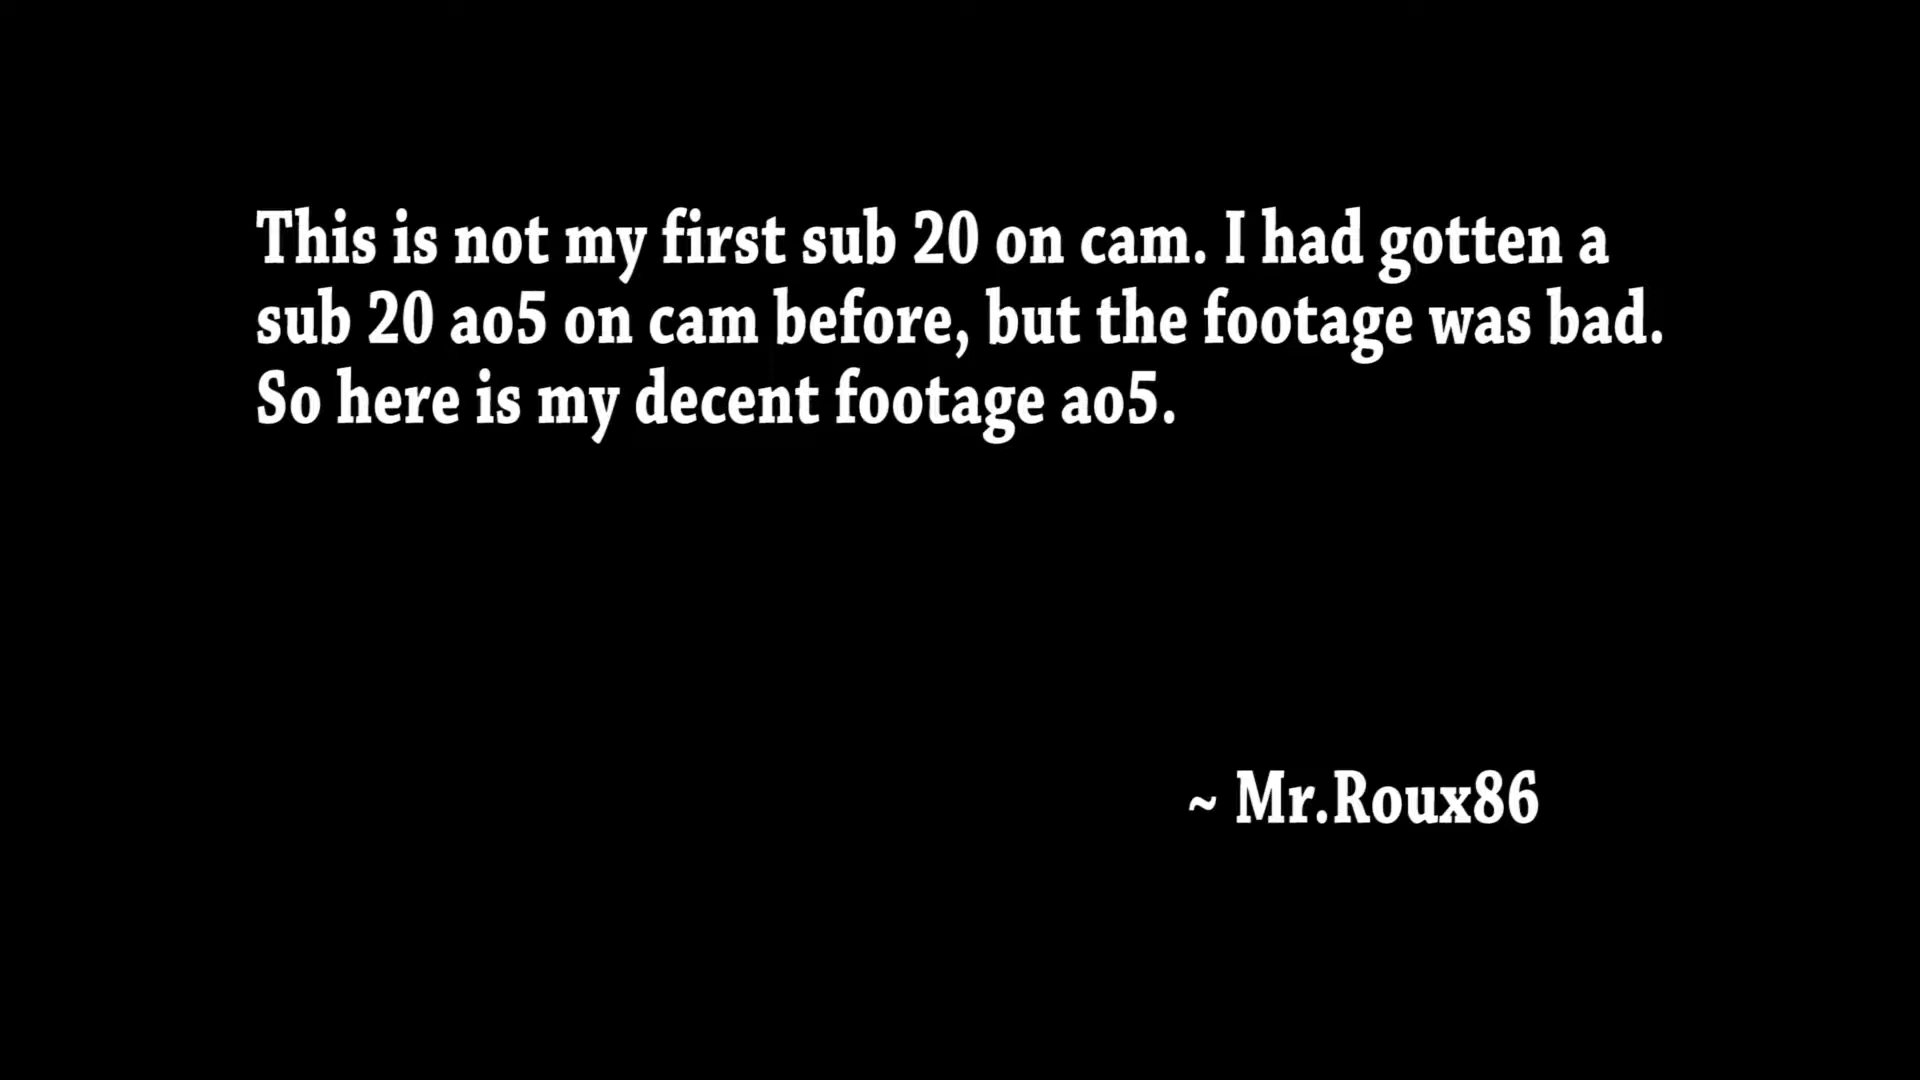 This is not my first sub 20 on cam. I had gotten a
sub 20 ao5 on cam before, but the footage was bad.
So here is my decent footage ao5.
~ Mr.Roux86